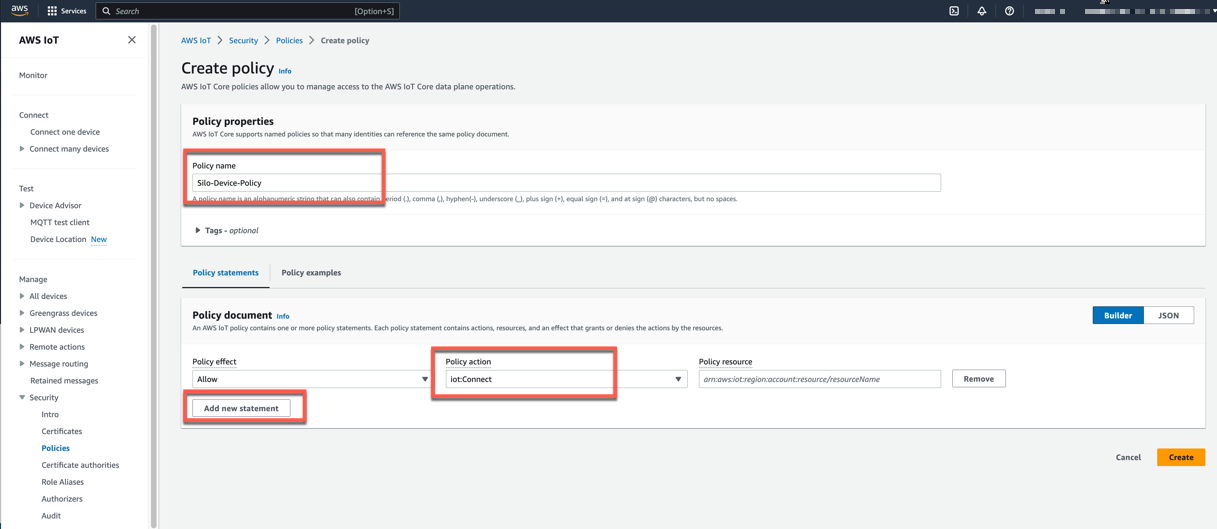 aws Services Search [Option+S]
AWS IoT
Monitor
Connect
Connect one device
Connect many devices
Test
Device Advisor
MQTT test client
Device Location New
Manage
All devices
Greengrass devices
LPWAN devices
Remote actions
Message routing
Retained messages
Security
Intro
Certificates
Policies
Certificate authorities
Role Aliases
Authorizers
Audit
AWS IoT Security Policies Create policy
Create policy Info
AWS IoT Core policies allow you to manage access to the AWS IoT Core data plane operations.
Policy properties
AWS IoT Core supports named policies so that many identities can reference the same policy document.
Policy name
Silo-Device-Policy
A policy name is an alphanumeric string that can also contain period (.), comma (,), hyphen(-), underscore (_), plus sign (+), equal sign (=), and at sign (@) characters, but no spaces.
Tags - optional
Policy statements Policy examples
Policy document Info
Builder JSON
An AWS IoT policy contains one or more policy statements. Each policy statement contains actions, resources, and an effect that grants or denies the actions by the resources.
Policy effect Policy action Policy resource
Allow iot:Connect arn:aws:iot:region:account:resource/resourceName Remove
Add new statement
Cancel Create